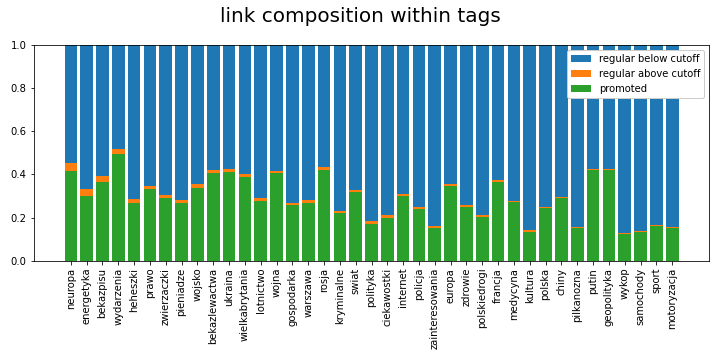 link composition within tags
1.0
0.8
0.6
0.4
0.2
0.0
regular below cutoff
regular above cutoff
promoted
neuropa
energetyka
bekazpisu
wydarzenia
heheszki
prawo
zwierzaczki
pieniadze
wojsko
bekazlewactwa
ukraina
wielkabrytania
lotnictwo
wojna
gospodarka
warszawa
rosja
kryminalne
swiat
polityka
ciekawostki
internet
policja
zainteresowania
europa
zdrowie
polskiedrogi
francja
medycyna
kultura
polska
chiny
pilkanozna
putin
geopolityka
wykop
samochody
sport
motoryzacja